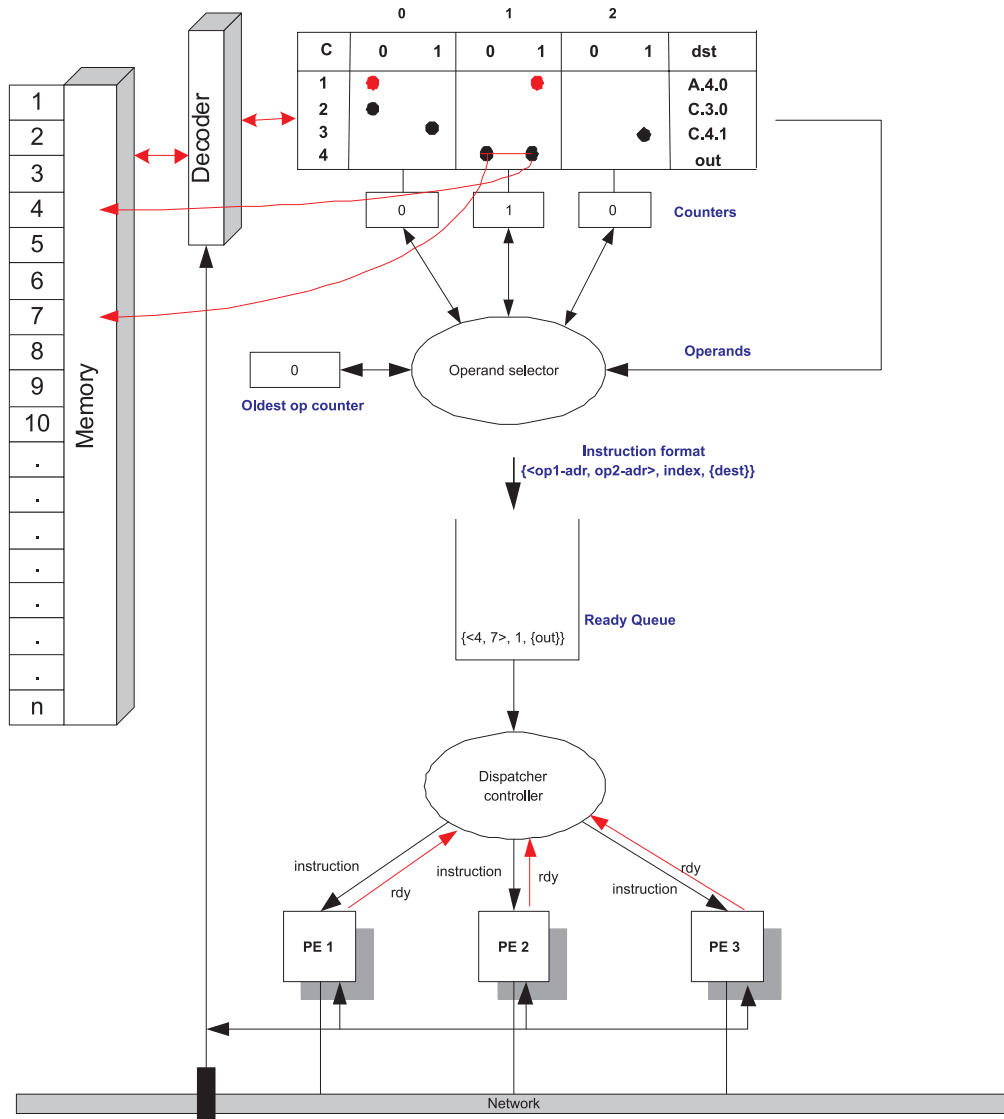 0 1 2
C 0 1 0 1 0 1 dst
1 A.4.0
2 C.3.0
3 C.4.1
4 out
0 1 0 Counters
Decoder
Memory
1
2
3
4
5
6
7
8
9
10
.
.
.
.
.
.
.
n
Operand selector
Operands
0
Oldest op counter
Instruction format
{<op1-adr, op2-adr>, index, {dest}}
{<4, 7>, 1, {out}}
Ready Queue
Dispatcher
controller
instruction rdy instruction rdy instruction rdy
PE 1 PE 2 PE 3
Network